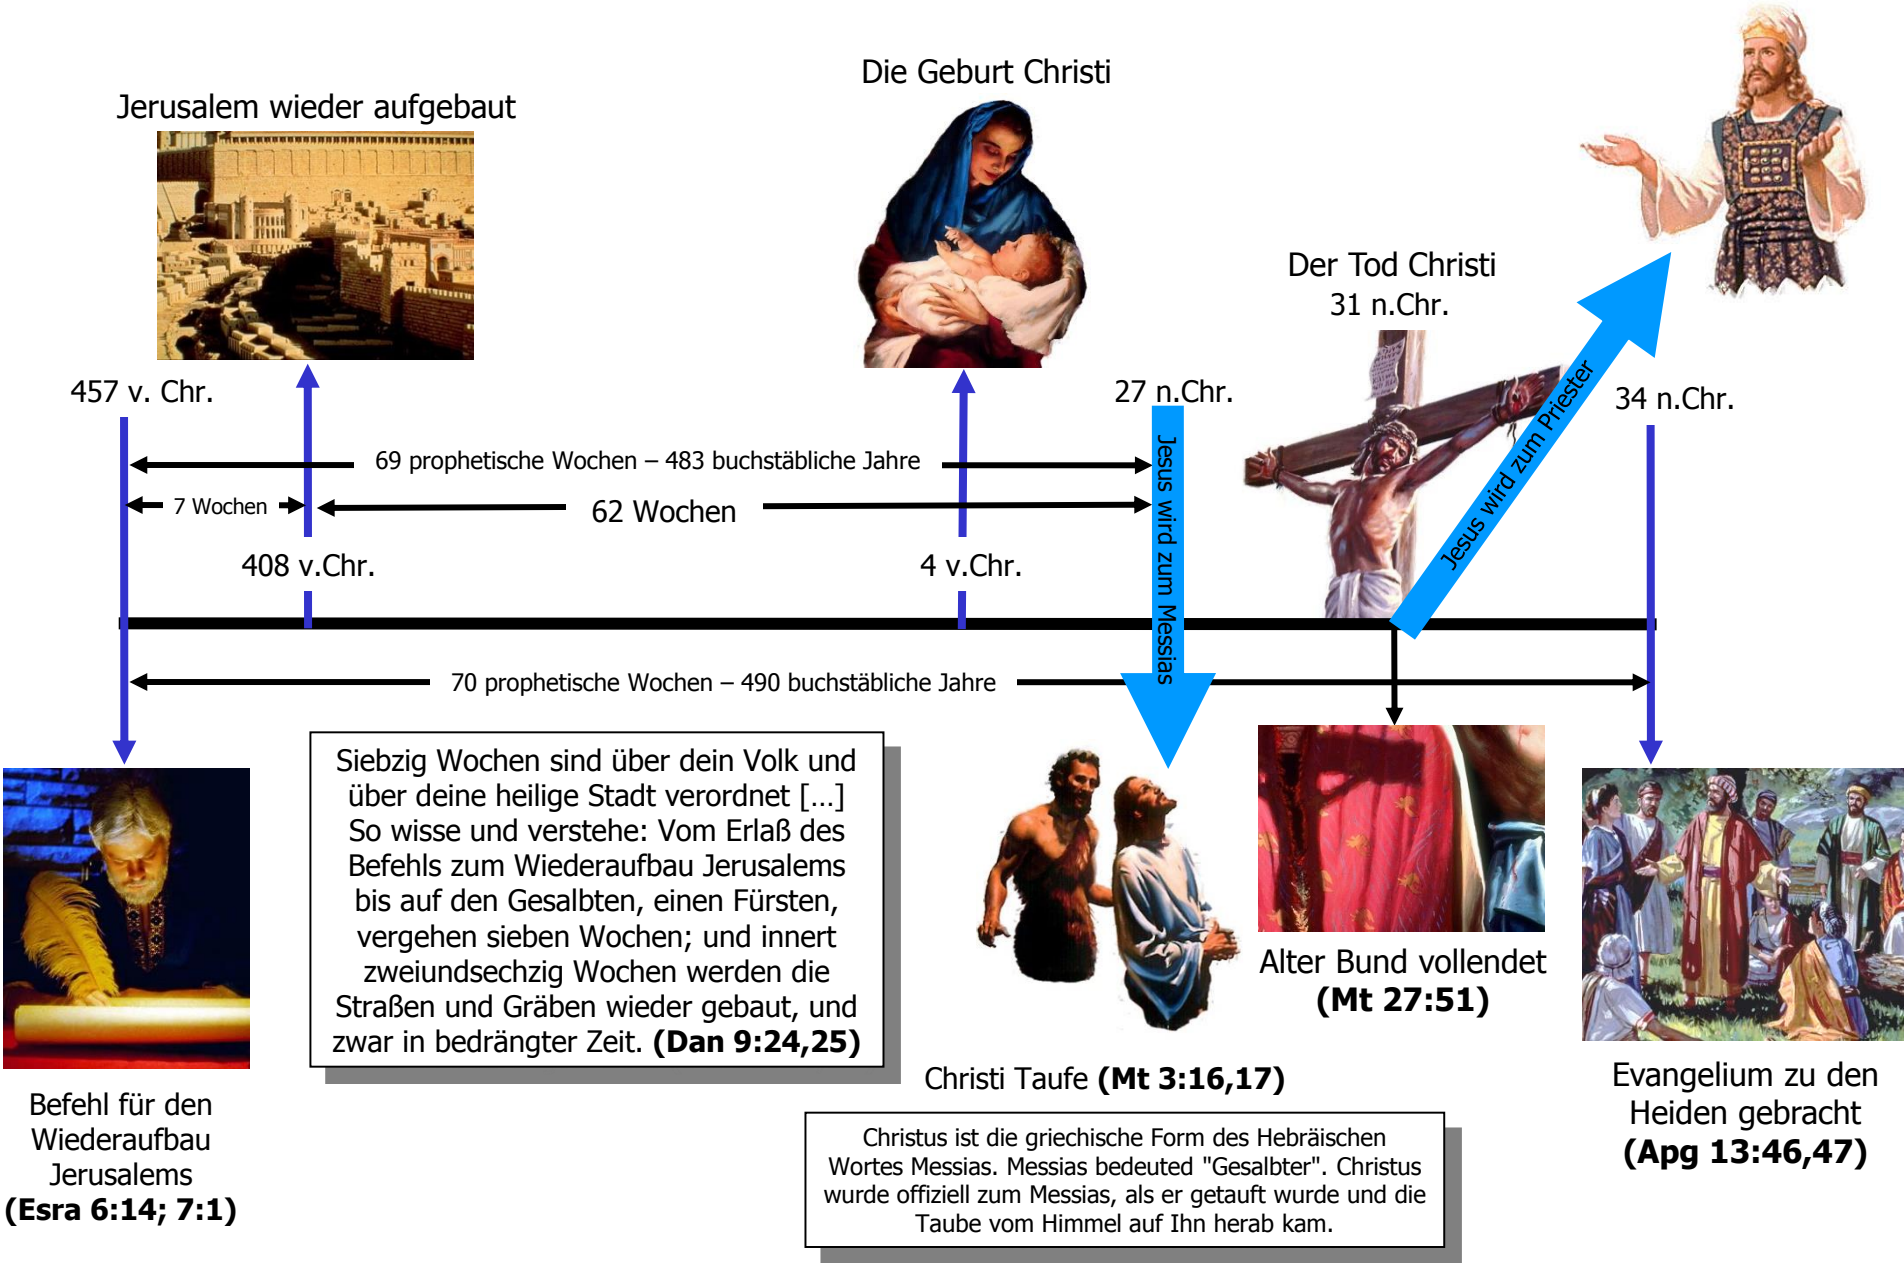 Die Geburt Christi
Jerusalem wieder aufgebaut
Der Tod Christi
31 n.Chr.
457 v. Chr.
27 n.Chr.
34 n.Chr.
69 prophetische Wochen – 483 buchstäbliche Jahre
7 Wochen
62 Wochen
408 v.Chr.
4 v.Chr.
Jesus wird zum Messias
Jesus wird zum Priester
70 prophetische Wochen – 490 buchstäbliche Jahre
Siebzig Wochen sind über dein Volk und
über deine heilige Stadt verordnet [...]
So wisse und verstehe: Vom Erlaß des
Befehls zum Wiederaufbau Jerusalems
bis auf den Gesalbten, einen Fürsten,
vergehen sieben Wochen; und innert
zweiundsechzig Wochen werden die
Straßen und Gräben wieder gebaut, und
zwar in bedrängter Zeit. (Dan 9:24,25)
Alter Bund vollendet
(Mt 27:51)
Christi Taufe (Mt 3:16,17)
Befehl für den
Wiederaufbau
Jerusalems
(Esra 6:14; 7:1)
Evangelium zu den
Heiden gebracht
(Apg 13:46,47)
Christus ist die griechische Form des Hebräischen
Wortes Messias. Messias bedeuted "Gesalbter". Christus
wurde offiziell zum Messias, als er getauft wurde und die
Taube vom Himmel auf Ihn herab kam.